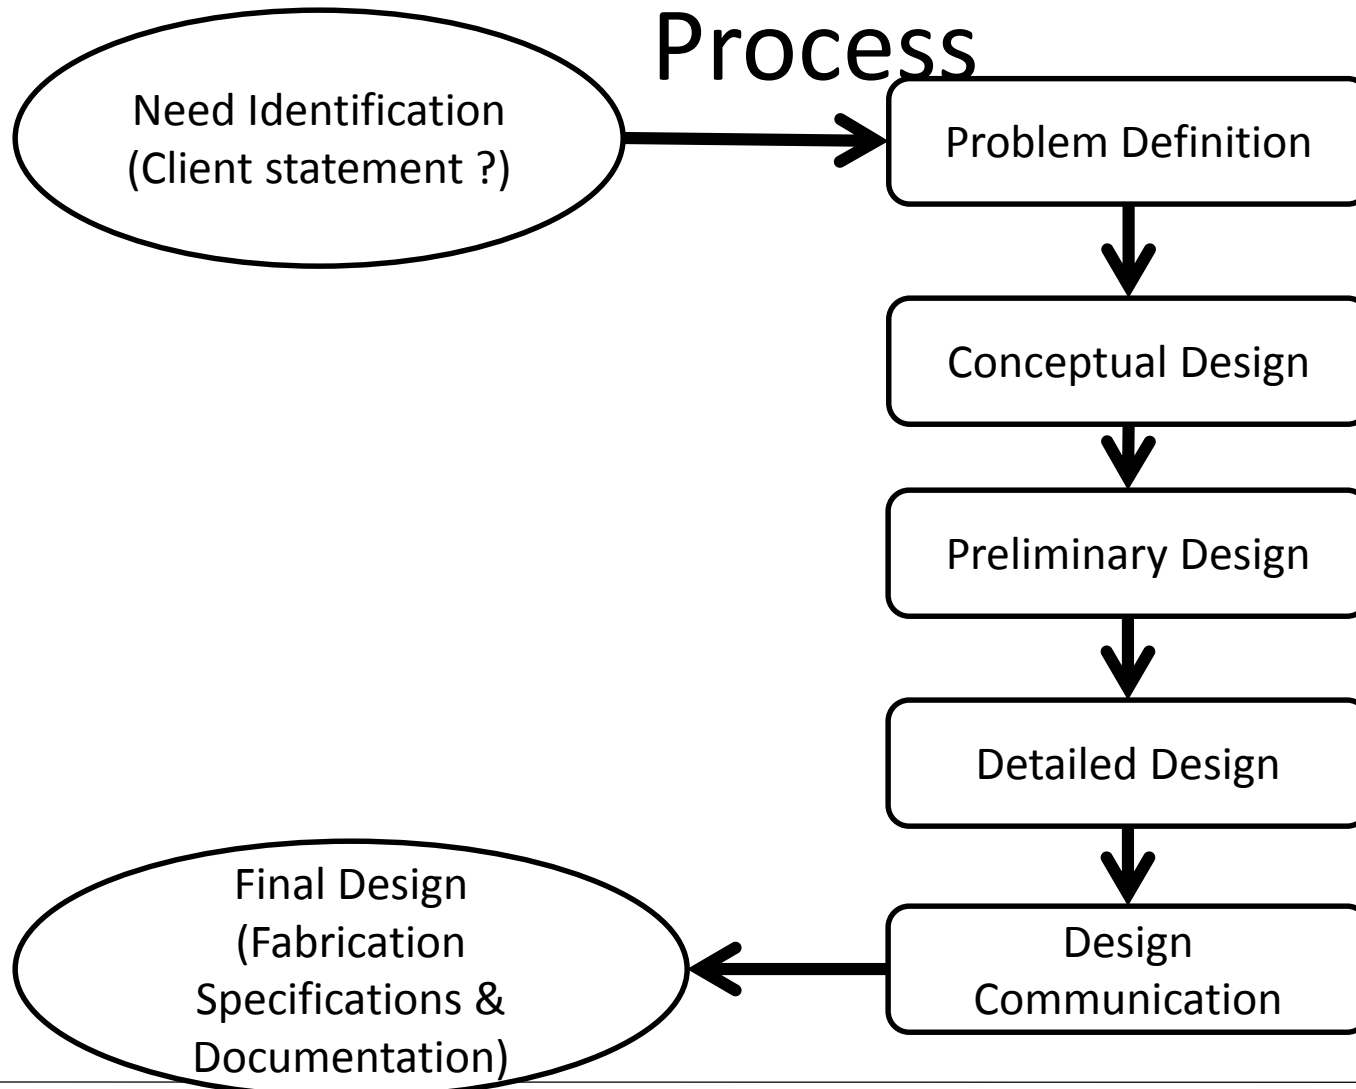 Process
Need Identification
(Client statement ?)
Problem Definition
Conceptual Design
Preliminary Design
Detailed Design
Design
Communication
Final Design
(Fabrication
Specifications &
Documentation)